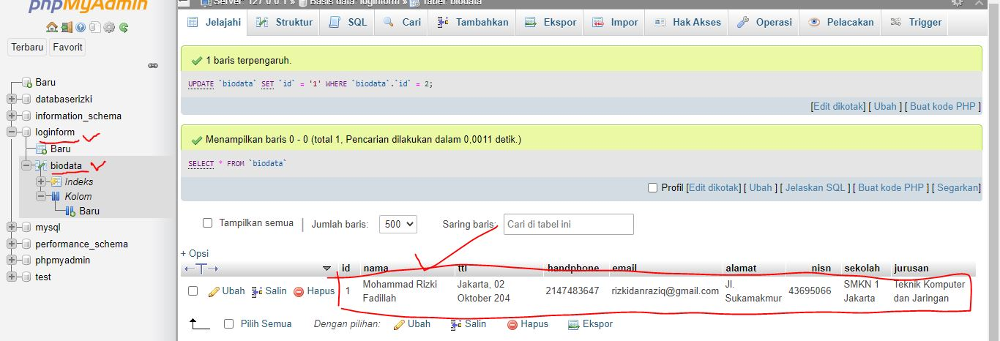 phpMyAdmin
Terbaru Favorit
Baru
databaserizki
information_schema
loginform
Baru
biodata
Indeks
Kolom
Baru
mysql
performance_schema
phpmyadmin
test
Server: 127.0.0.1 » Basis data: loginform » Tabel: biodata
Jelajahi Struktur SQL Cari Tambahkan Ekspor Impor Hak Akses Operasi Pelacakan Trigger
1 baris terpengaruh.
UPDATE `biodata` SET `id` = '1' WHERE `biodata`.`id` = 2;
[Edit dikotak] [ Ubah ] [ Buat kode PHP ]
Menampilkan baris 0 - 0 (total 1, Pencarian dilakukan dalam 0,0011 detik.)
SELECT * FROM `biodata`
Profil [Edit dikotak] [ Ubah ] [ Jelaskan SQL ] [ Buat kode PHP ] [ Segarkan]
Tampilkan semua | Jumlah baris: 500 Saring baris: Cari di tabel ini
+ Opsi
←T→ id nama ttl handphone email alamat nisn sekolah jurusan
Ubah Salin Hapus 1 Mohammad Rizki Fadillah Jakarta, 02 Oktober 204 2147483647 rizkidanraziq@gmail.com Jl. Sukamakmur 43695066 SMKN 1 Jakarta Teknik Komputer dan Jaringan
Pilih Semua Dengan pilihan: Ubah Salin Hapus Ekspor